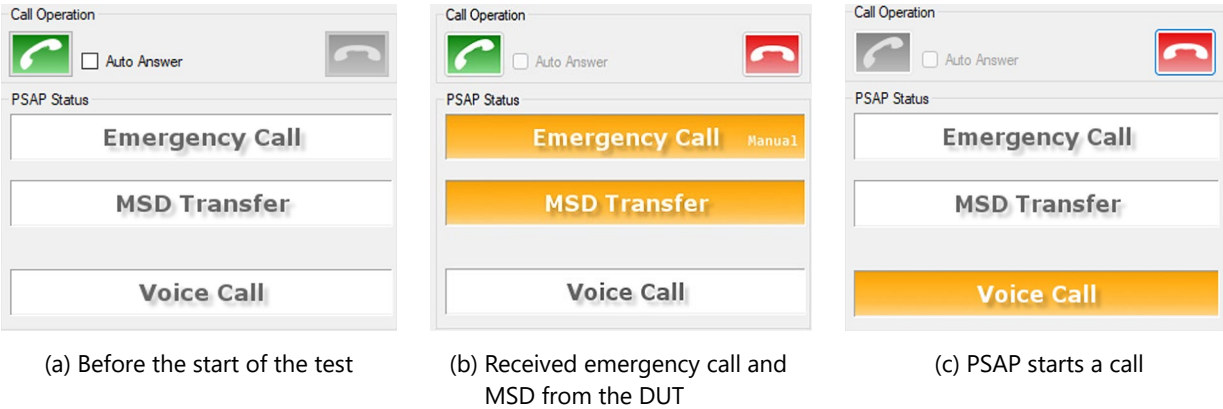 Call Operation
Auto Answer
PSAP Status
Emergency Call
MSD Transfer
Voice Call
(a) Before the start of the test
Call Operation
Auto Answer
PSAP Status
Emergency Call Manual
MSD Transfer
Voice Call
(b) Received emergency call and
MSD from the DUT
Call Operation
Auto Answer
PSAP Status
Emergency Call
MSD Transfer
Voice Call
(c) PSAP starts a call